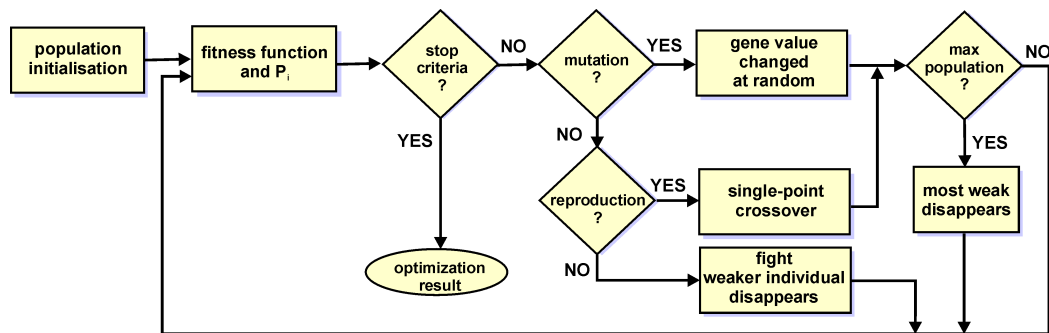 population
initialisation
fitness function
and Pi
stop
criteria
?
NO
YES
optimization
result
mutation
?
YES
NO
gene value
changed
at random
reproduction
?
YES
NO
single-point
crossover
fight
weaker individual
disappears
max
population
?
NO
YES
most weak
disappears